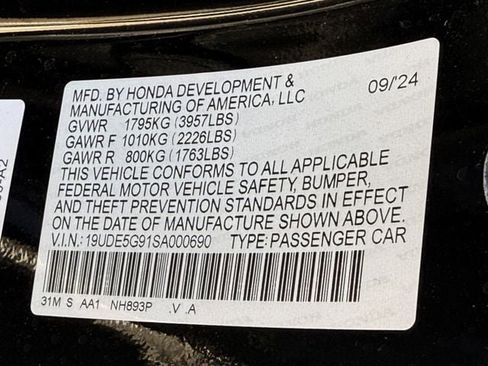 MFD. BY HONDA DEVELOPMENT &
MANUFACTURING OF AMERICA, LLC 09/'24
GVWR 1795KG (3957LBS)
GAWR F 1010KG (2226LBS)
GAWR R 800KG (1763LBS)
THIS VEHICLE CONFORMS TO ALL APPLICABLE
FEDERAL MOTOR VEHICLE SAFETY, BUMPER,
AND THEFT PREVENTION STANDARDS IN EFFECT
ON THE DATE OF MANUFACTURE SHOWN ABOVE.
V.I.N.: 19UDE5G91SA000690 TYPE: PASSENGER CAR
31M S AA1 NH893P .V .A